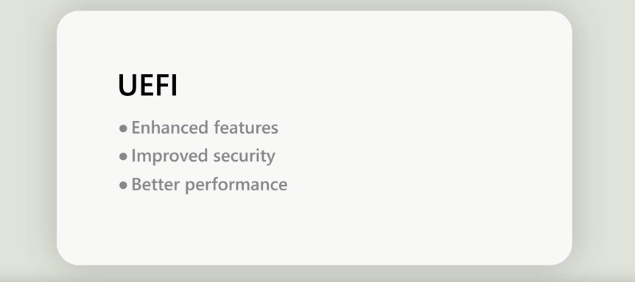 UEFI
● Enhanced features
● Improved security
● Better performance